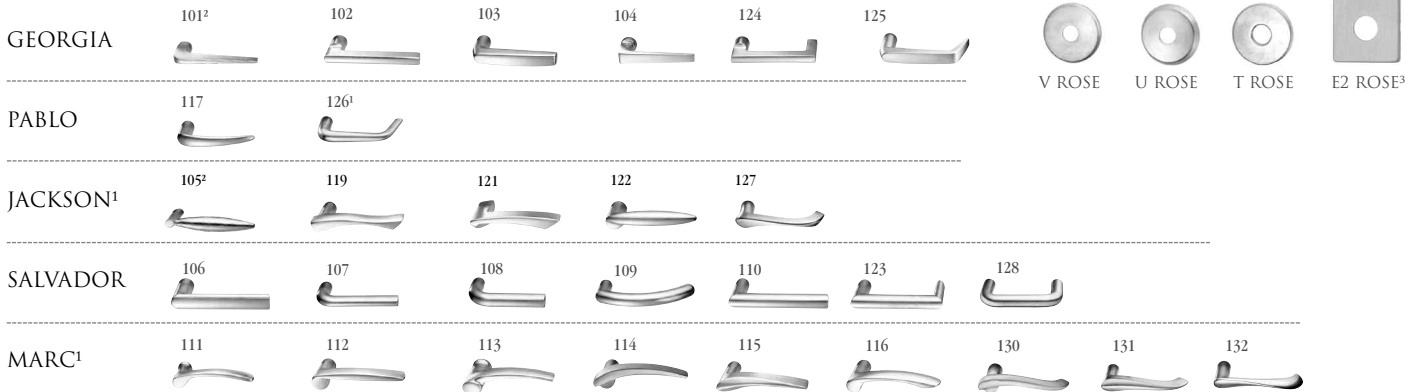 101² 102 103 104 124 125
GEORGIA
V ROSE U ROSE T ROSE E2 ROSE³
117 126¹
PABLO
105² 119 121 122 127
JACKSON¹
106 107 108 109 110 123 128
SALVADOR
111 112 113 114 115 116 130 131 132
MARC¹